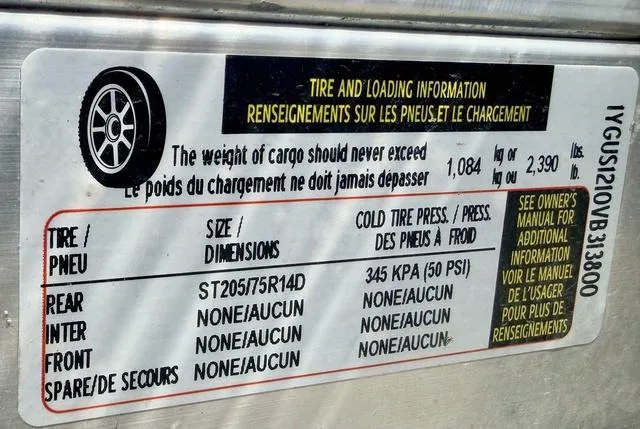 TIRE AND LOADING INFORMATION
RENSEIGNEMENTS SUR LES PNEUS.ET LE CHARGEMENT
The weight of cargo should never exceed 1,084 kg or 2,390 lbs.
Le poids du chargement ne doit jamais dépasser kg ou lb.
TIRE / SIZE / COLD TIRE PRESS. / PRESS.
PNEU DIMENSIONS DES PNEUS À FROID
REAR ST205/75R14D 345 KPA (50 PSI)
INTER NONE/AUCUN NONE/AUCUN
FRONT NONE/AUCUN NONE/AUCUN
SPARE/DE SECOURS NONE/AUCUN NONE/AUCUN
SEE OWNER'S
MANUAL FOR
ADDITIONAL
INFORMATION
VOIR LE MANUEL
DE L'USAGER
POUR PLUS DE
RENSEIGNEMENTS
1YGUS1210VB313800